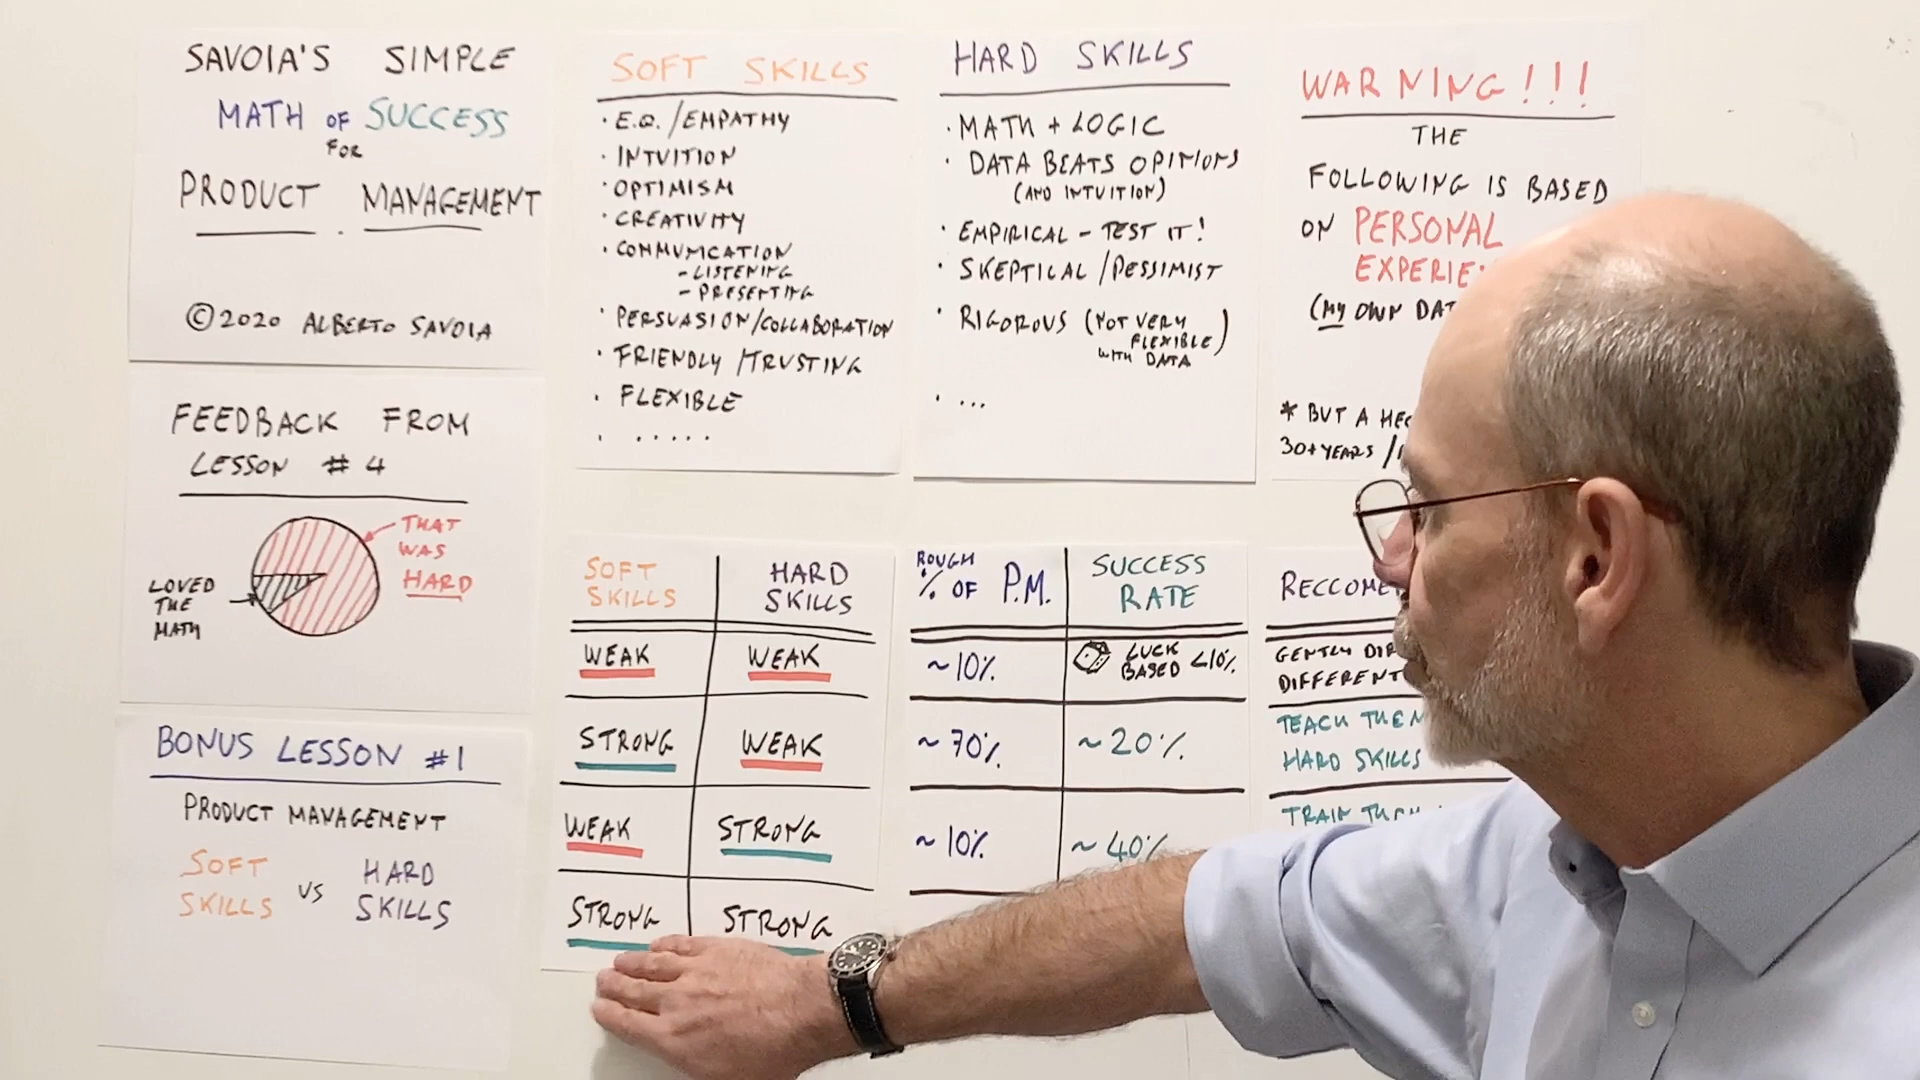 SAVOIA'S SIMPLE
MATH OF SUCCESS
FOR
PRODUCT MANAGEMENT
©2020 ALBERTO SAVOIA
FEEDBACK FROM
LESSON #4
THAT
WAS
HARD
LOVED
THE
MATH
BONUS LESSON #1
PRODUCT MANAGEMENT
SOFT
SKILLS
VS
HARD
SKILLS
SOFT SKILLS
· E.Q. / EMPATHY
· INTUITION
· OPTIMISM
· CREATIVITY
· COMMUNICATION
- LISTENING
- PRESENTING
· PERSUASION/COLLABORATION
· FRIENDLY / TRUSTING
· FLEXIBLE
· .....
HARD SKILLS
· MATH + LOGIC
· DATA BEATS OPINIONS
(AND INTUITION)
· EMPIRICAL - TEST IT!
· SKEPTICAL / PESSIMIST
· RIGOROUS (NOT VERY
FLEXIBLE)
WITH DATA
· ...
WARNING!!!
THE
FOLLOWING IS BASED
ON PERSONAL
(MY OWN
* BUT A
30+YEARS /
SOFT SKILLS HARD SKILLS
WEAK WEAK
STRONG WEAK
WEAK STRONG
STRONG STRONG
ROUGH
% OF P.M. SUCCESS RATE
~10% LUCK BASED <10%
~70% ~20%
~10% ~40%
GENTLY
TEACH
HARD SKILLS
TRAIN